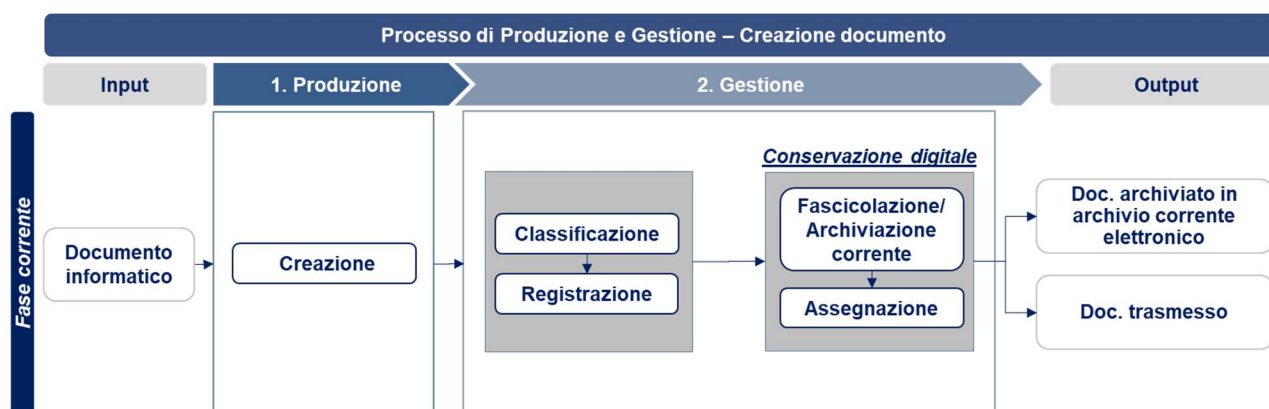 Processo di Produzione e Gestione – Creazione documento
Input
1. Produzione
2. Gestione
Output
Fase corrente
Documento
informatico
Creazione
Classificazione
Registrazione
Conservazione digitale
Fascicolazione/
Archiviazione
corrente
Assegnazione
Doc. archiviato in
archivio corrente
elettronico
Doc. trasmesso